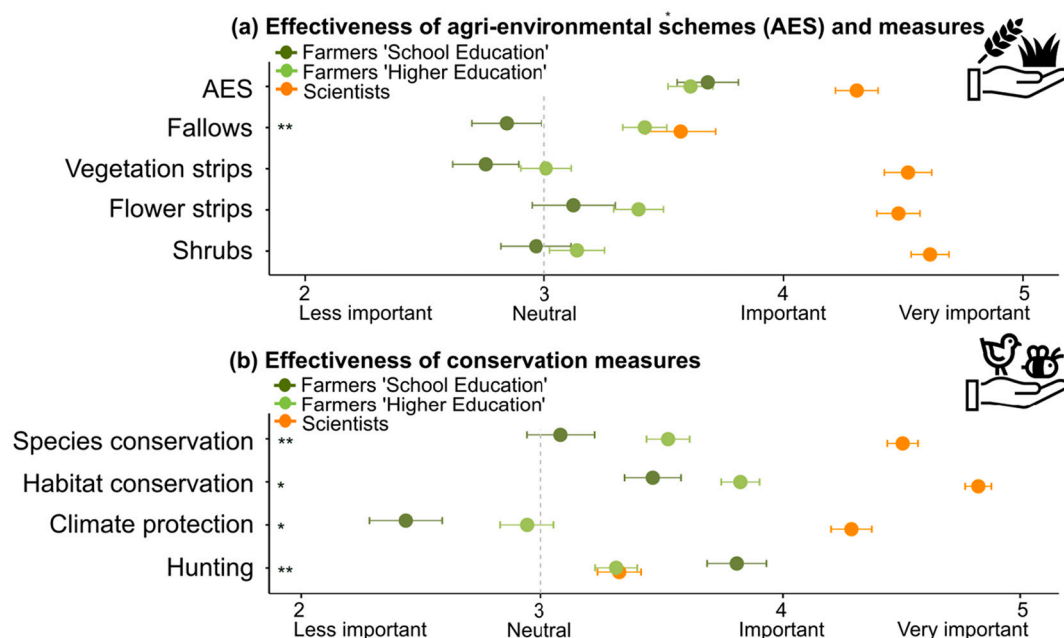 (a) Effectiveness of agri-environmental schemes (AES) and measures
*
Farmers 'School Education'
Farmers 'Higher Education'
Scientists
AES
Fallows **
Vegetation strips
Flower strips
Shrubs
2 3 4 5
Less important Neutral Important Very important
(b) Effectiveness of conservation measures
Farmers 'School Education'
Farmers 'Higher Education'
Scientists
Species conservation **
Habitat conservation *
Climate protection *
Hunting **
2 3 4 5
Less important Neutral Important Very important